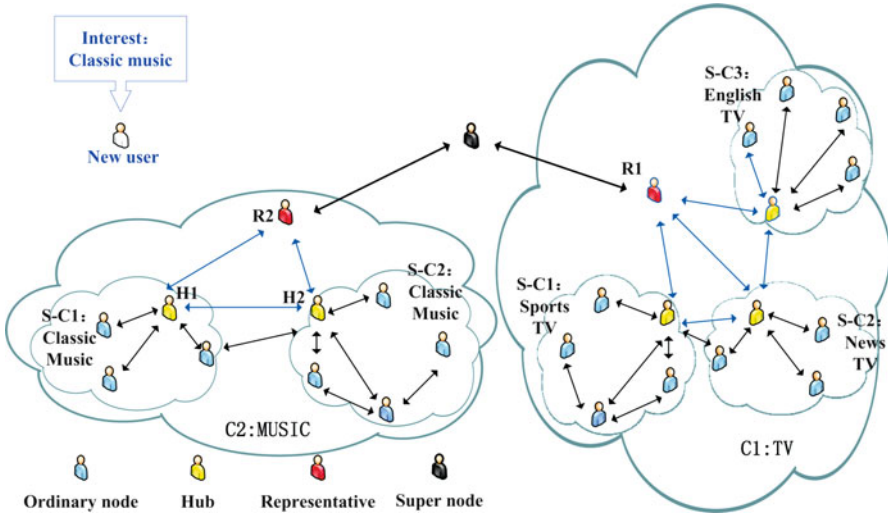 Interest:
Classic music
New user
R2
H1
H2
S-C1:
Classic
Music
S-C2:
Classic
Music
C2:MUSIC
R1
S-C3:
English
TV
S-C1:
Sports
TV
S-C2:
News
TV
C1:TV
Ordinary node
Hub
Representative
Super node